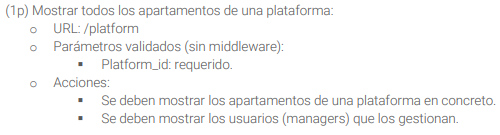 (1p) Mostrar todos los apartamentos de una plataforma:
o URL: /platform
o Parámetros validados (sin middleware):
▪ Platform_id: requerido.
o Acciones:
▪ Se deben mostrar los apartamentos de una plataforma en concreto.
▪ Se deben mostrar los usuarios (managers) que los gestionan.